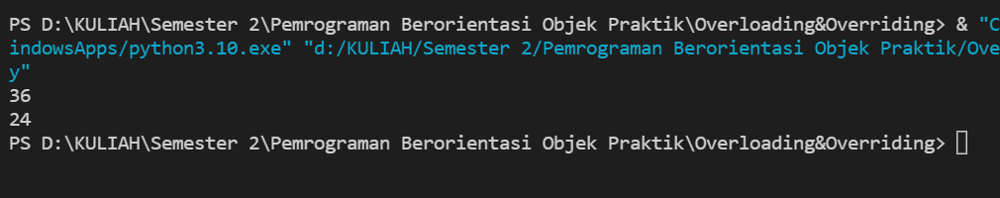 PS D:\KULIAH\Semester 2\Pemrograman Berorientasi Objek Praktik\Overloading&Overriding> & "C
indowsApps/python3.10.exe" "d:/KULIAH/Semester 2/Pemrograman Berorientasi Objek Praktik/Ove
y"
36
24
PS D:\KULIAH\Semester 2\Pemrograman Berorientasi Objek Praktik\Overloading&Overriding>